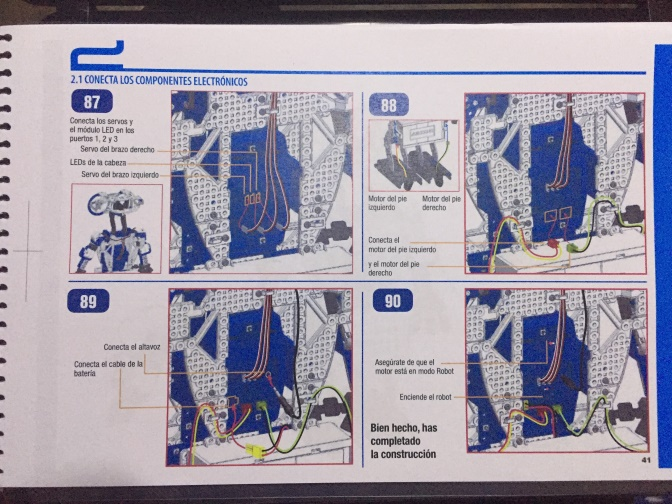 2
2.1 CONECTA LOS COMPONENTES ELECTRÓNICOS
87
Conecta los servos y
el módulo LED en los
puertos 1, 2 y 3
Servo del brazo derecho
LEDs de la cabeza
Servo del brazo izquierdo
88
Motor del pie
izquierdo
Motor del pie
derecho
Conecta el
motor del pie izquierdo
y el motor del pie
derecho
89
Conecta el altavoz
Conecta el cable de la
batería
90
Asegúrate de que el
motor está en modo Robot
Enciende el robot
Bien hecho, has
completado
la construcción
41